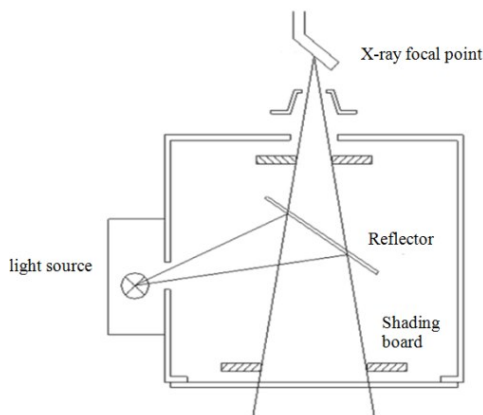 X-ray focal point
Reflector
light source
Shading
board